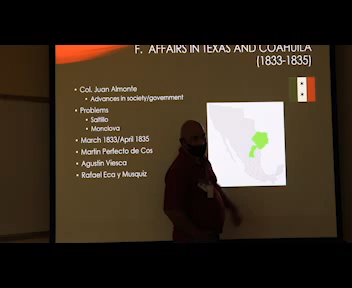 F. AFFAIRS IN TEXAS AND COAHUILA
(1833-1835)
• Col. Juan Almonte
• Advances in society/government
• Problems
• Saltillo
• Monclova
• March 1833/April 1835
• Martin Perfecto de Cos
• Agustin Viesca
• Rafael Eca y Musquiz